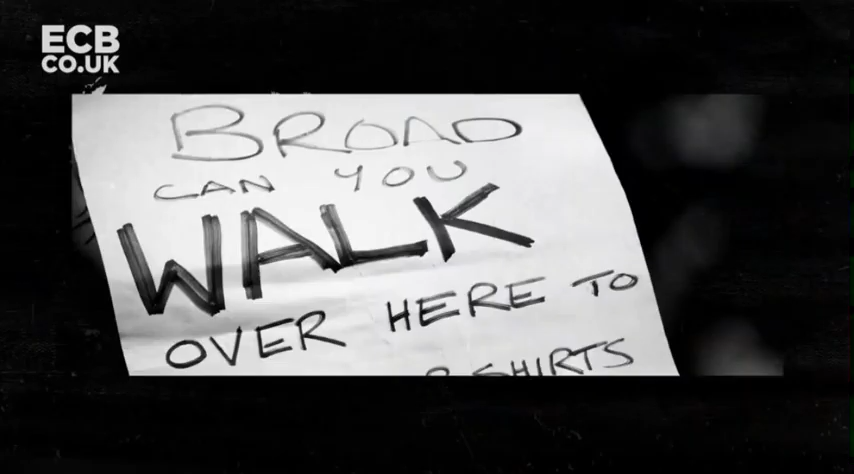 ECB
CO.UK
BROAD
CAN YOU
WALK
OVER HERE TO
SHIRTS